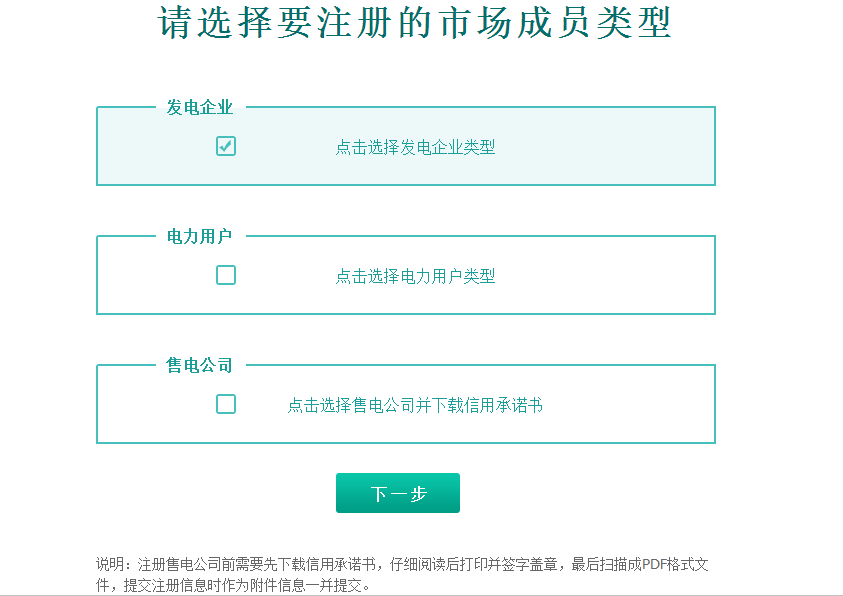 请选择要注册的市场成员类型
发电企业
点击选择发电企业类型
电力用户
点击选择电力用户类型
售电公司
点击选择售电公司并下载信用承诺书
下一步
说明：注册售电公司前需要先下载信用承诺书，仔细阅读后打印并签字盖章，最后扫描成PDF格式文
件，提交注册信息时作为附件信息一并提交。